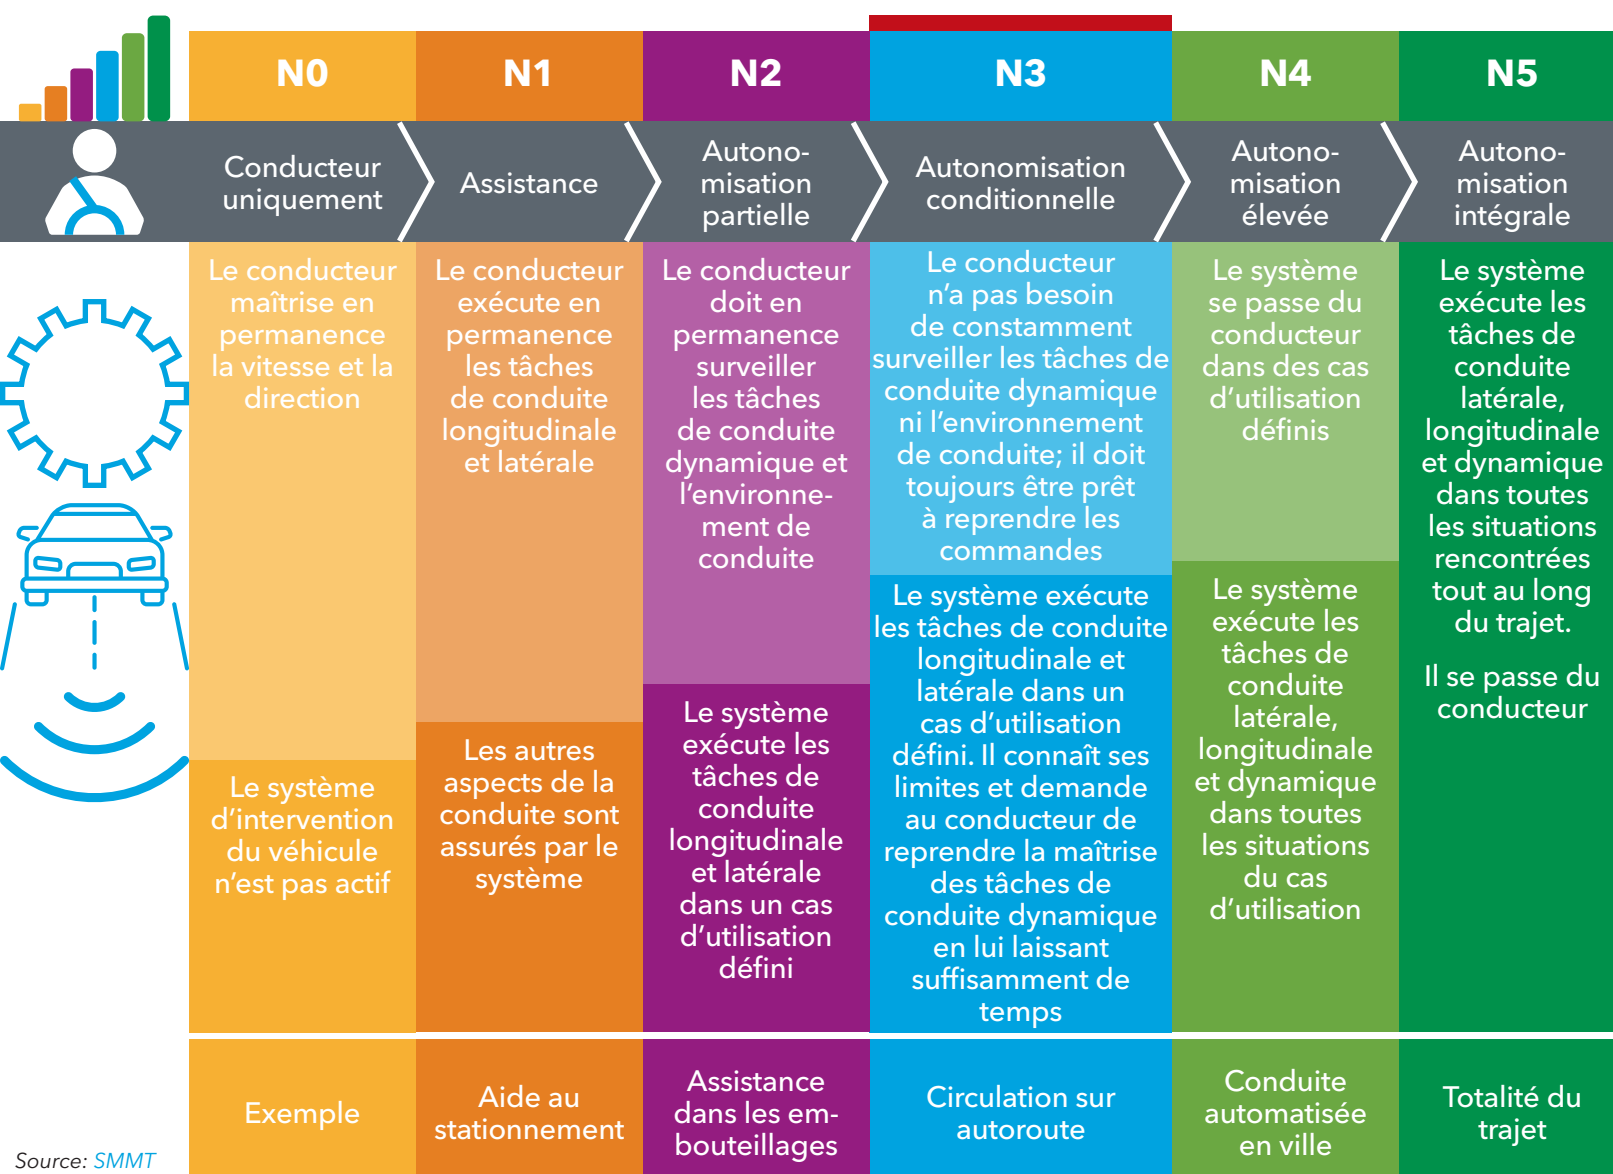 N0
N1
N2
N3
N4
N5
Conducteur
uniquement
Assistance
Autono-
misation
partielle
Autonomisation
conditionnelle
Autono-
misation
élevée
Autono-
misation
intégrale
Le conducteur
maîtrise en
permanence
la vitesse et la
direction
Le système
d’intervention
du véhicule
n’est pas actif
Le conducteur
exécute en
permanence
les tâches
de conduite
longitudinale
et latérale
Les autres
aspects de la
conduite sont
assurés par le
système
Le conducteur
doit en
permanence
surveiller
les tâches
de conduite
dynamique et
l’environne-
ment de
conduite
Le système
exécute les
tâches de
conduite
longitudinale
et latérale
dans un cas
d’utilisation
défini
Le conducteur
n’a pas besoin
de constamment
surveiller les tâches de
conduite dynamique
ni l’environnement
de conduite; il doit
toujours être prêt
à reprendre les
commandes
Le système exécute
les tâches de conduite
longitudinale et
latérale dans un
cas d’utilisation
défini. Il connaît ses
limites et demande
au conducteur de
reprendre la maîtrise
des tâches de
conduite dynamique
en lui laissant
suffisamment de
temps
Le système
se passe du
conducteur
dans des cas
d’utilisation
définis
Le système
exécute les
tâches de
conduite
latérale,
longitudinale
et dynamique
dans toutes
les situations
du cas
d’utilisation
Le système
exécute les
tâches de
conduite
latérale,
longitudinale
et dynamique
dans toutes
les situations
rencontrées
tout au long
du trajet.
Il se passe du
conducteur
Exemple
Aide au
stationnement
Assistance
dans les em-
bouteillages
Circulation sur
autoroute
Conduite
automatisée
en ville
Totalité du
trajet
Source: SMMT